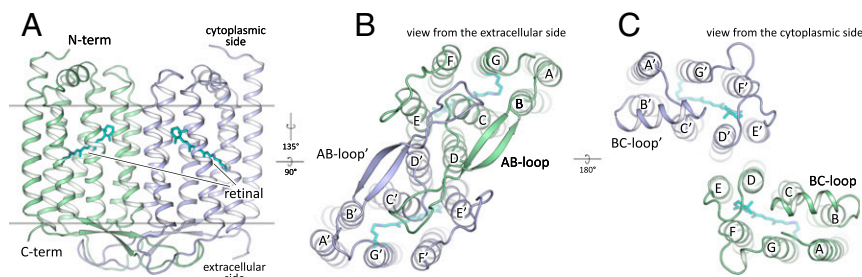 A
N-term
cytoplasmic
side
retinal
C-term
extracellular
135°
90°
B
view from the extracellular side
F
G
A
B
E
C
AB-loop'
D'
D
AB-loop
C'
B'
E'
A'
G'
F'
180°
C
view from the cytoplasmic side
A'
G'
F'
B'
C'
D'
E'
BC-loop'
BC-loop
E
D
C
B
F
G
A